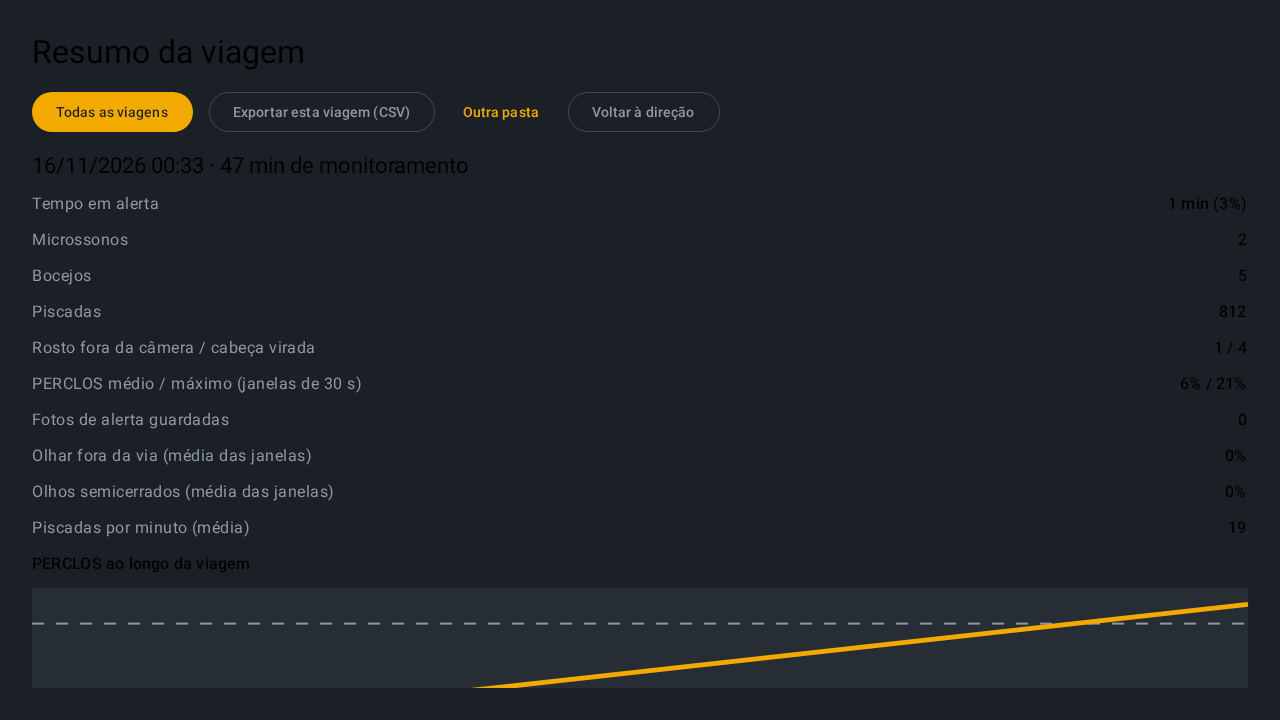 Resumo da viagem
Todas as viagens Exportar esta viagem (CSV) Outra pasta Voltar à direção
16/11/2026 00:33 · 47 min de monitoramento
Tempo em alerta 1 min (3%)
Microssonos 2
Bocejos 5
Piscadas 812
Rosto fora da câmera / cabeça virada 1 / 4
PERCLOS médio / máximo (janelas de 30 s) 6% / 21%
Fotos de alerta guardadas 0
Olhar fora da via (média das janelas) 0%
Olhos semicerrados (média das janelas) 0%
Piscadas por minuto (média) 19
PERCLOS ao longo da viagem